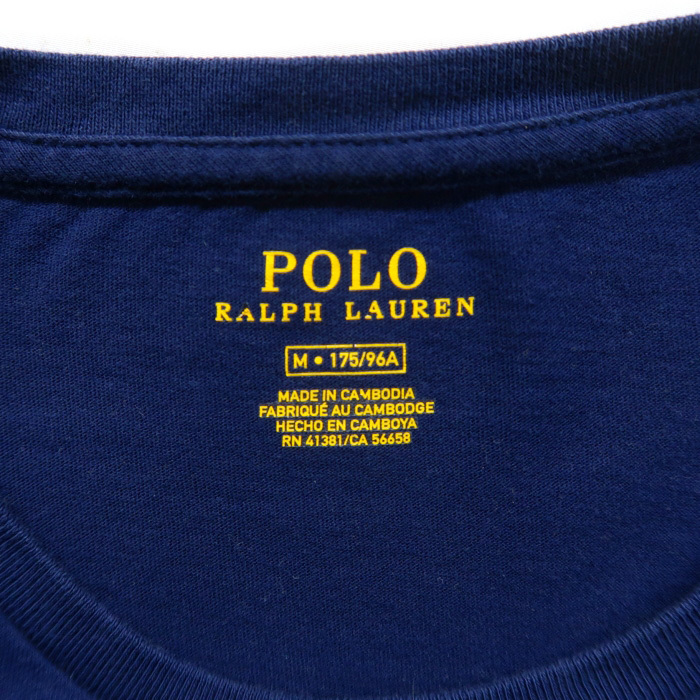 POLO
RALPH LAUREN
M • 175/96A
MADE IN CAMBODIA
FABRIQUÉ AU CAMBODGE
HECHO EN CAMBOYA
RN 41381/CA 56658